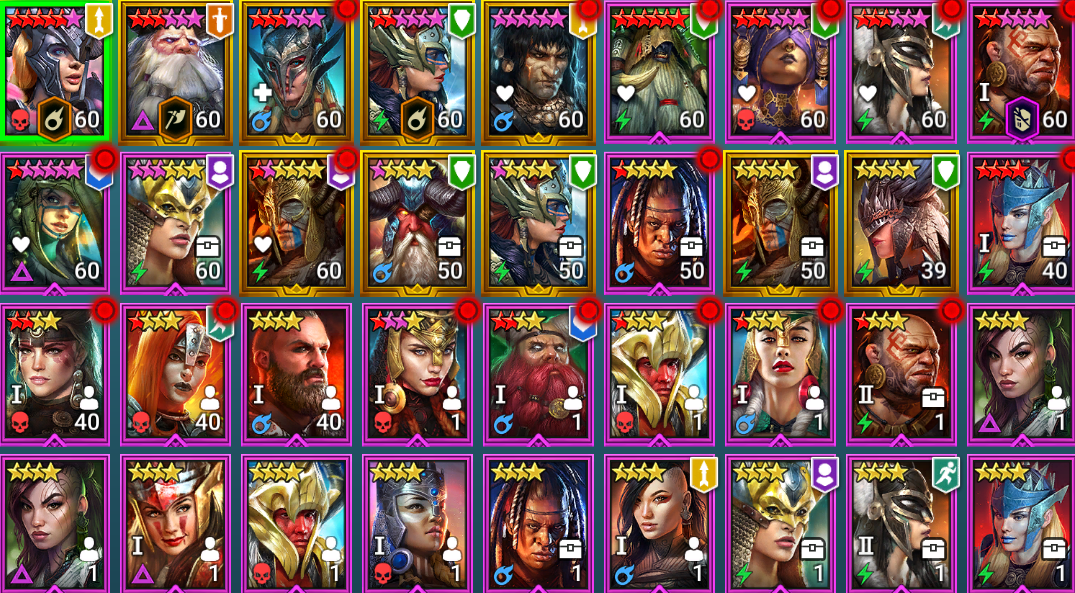 60 60 60 60 60 60 60 60 I 60
60 60 60 50 50 50 50 39 I 40
I 40 I 40 I 40 I 1 I 1 I 1 I 1 II 1 1
1 I 1 1 I 1 1 I 1 1 II 1 1